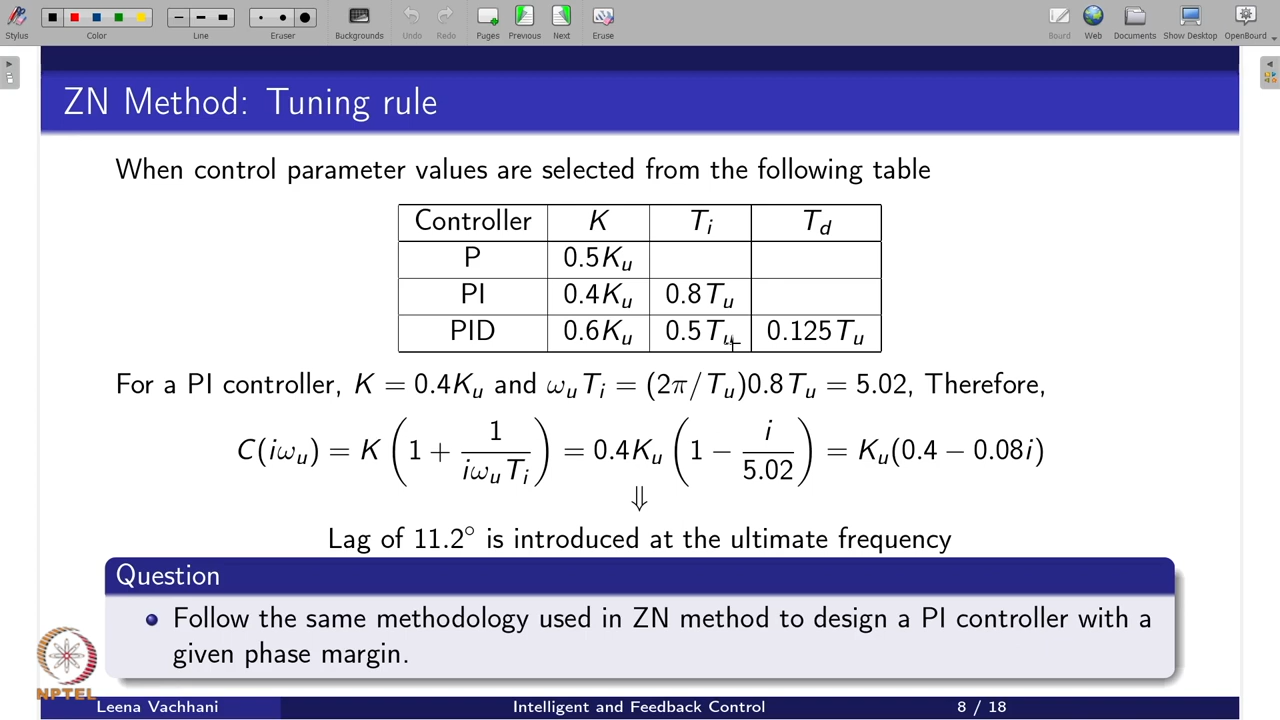 Stylus Color Line Eraser Backgrounds Undo Redo Pages Previous Next Erase Board Web Documents Show Desktop OpenBoard
ZN Method: Tuning rule
When control parameter values are selected from the following table
Controller K T_i T_d
P 0.5K_u
PI 0.4K_u 0.8T_u
PID 0.6K_u 0.5T_u 0.125T_u
For a PI controller, K = 0.4K_u and ω_u T_i = (2π/T_u)0.8T_u = 5.02, Therefore,
C(iω_u) = K (1 + 1/(iω_u T_i)) = 0.4K_u (1 − i/5.02) = K_u(0.4 − 0.08i)
⇓
Lag of 11.2° is introduced at the ultimate frequency
Question
Follow the same methodology used in ZN method to design a PI controller with a
given phase margin.
NPTEL
Leena Vachhani Intelligent and Feedback Control 8 / 18